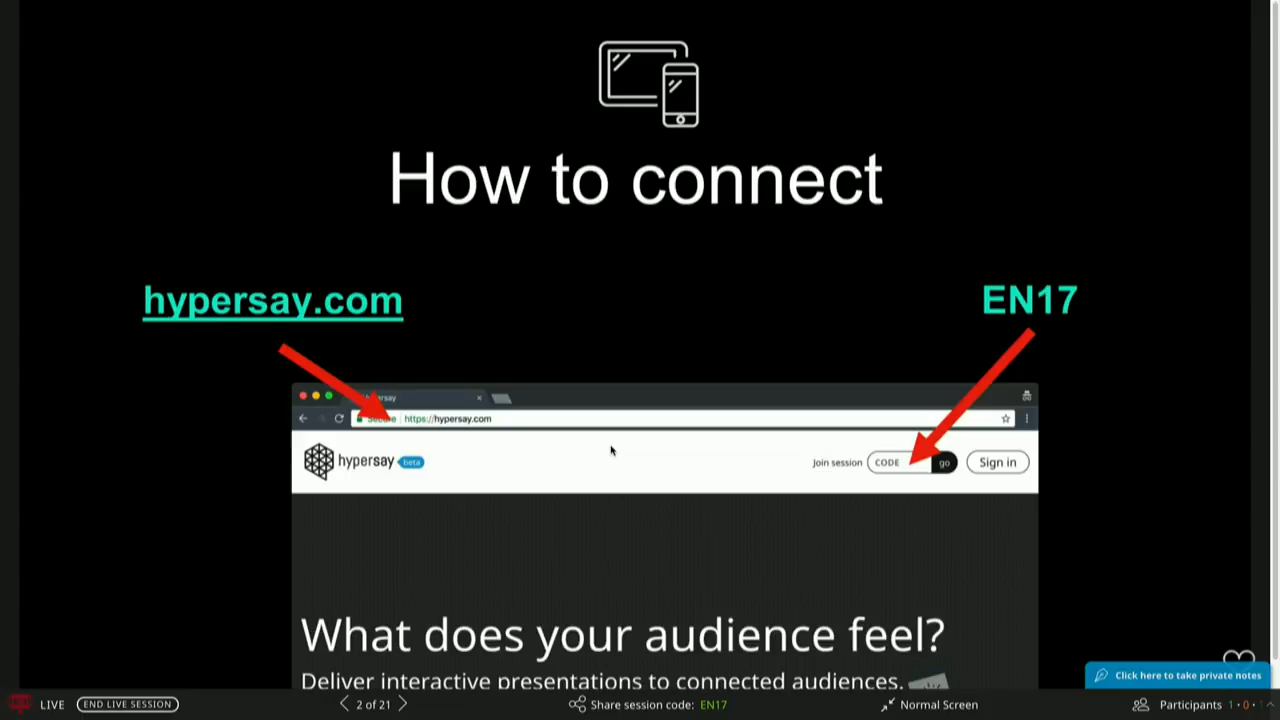 How to connect
hypersay.com
EN17
https://hypersay.com
hypersay beta
Join session CODE go Sign in
What does your audience feel?
Deliver interactive presentations to connected audiences.
Click here to take private notes
LIVE END LIVE SESSION 2 of 21 Share session code: EN17 Normal Screen Participants 1 · 0 ·